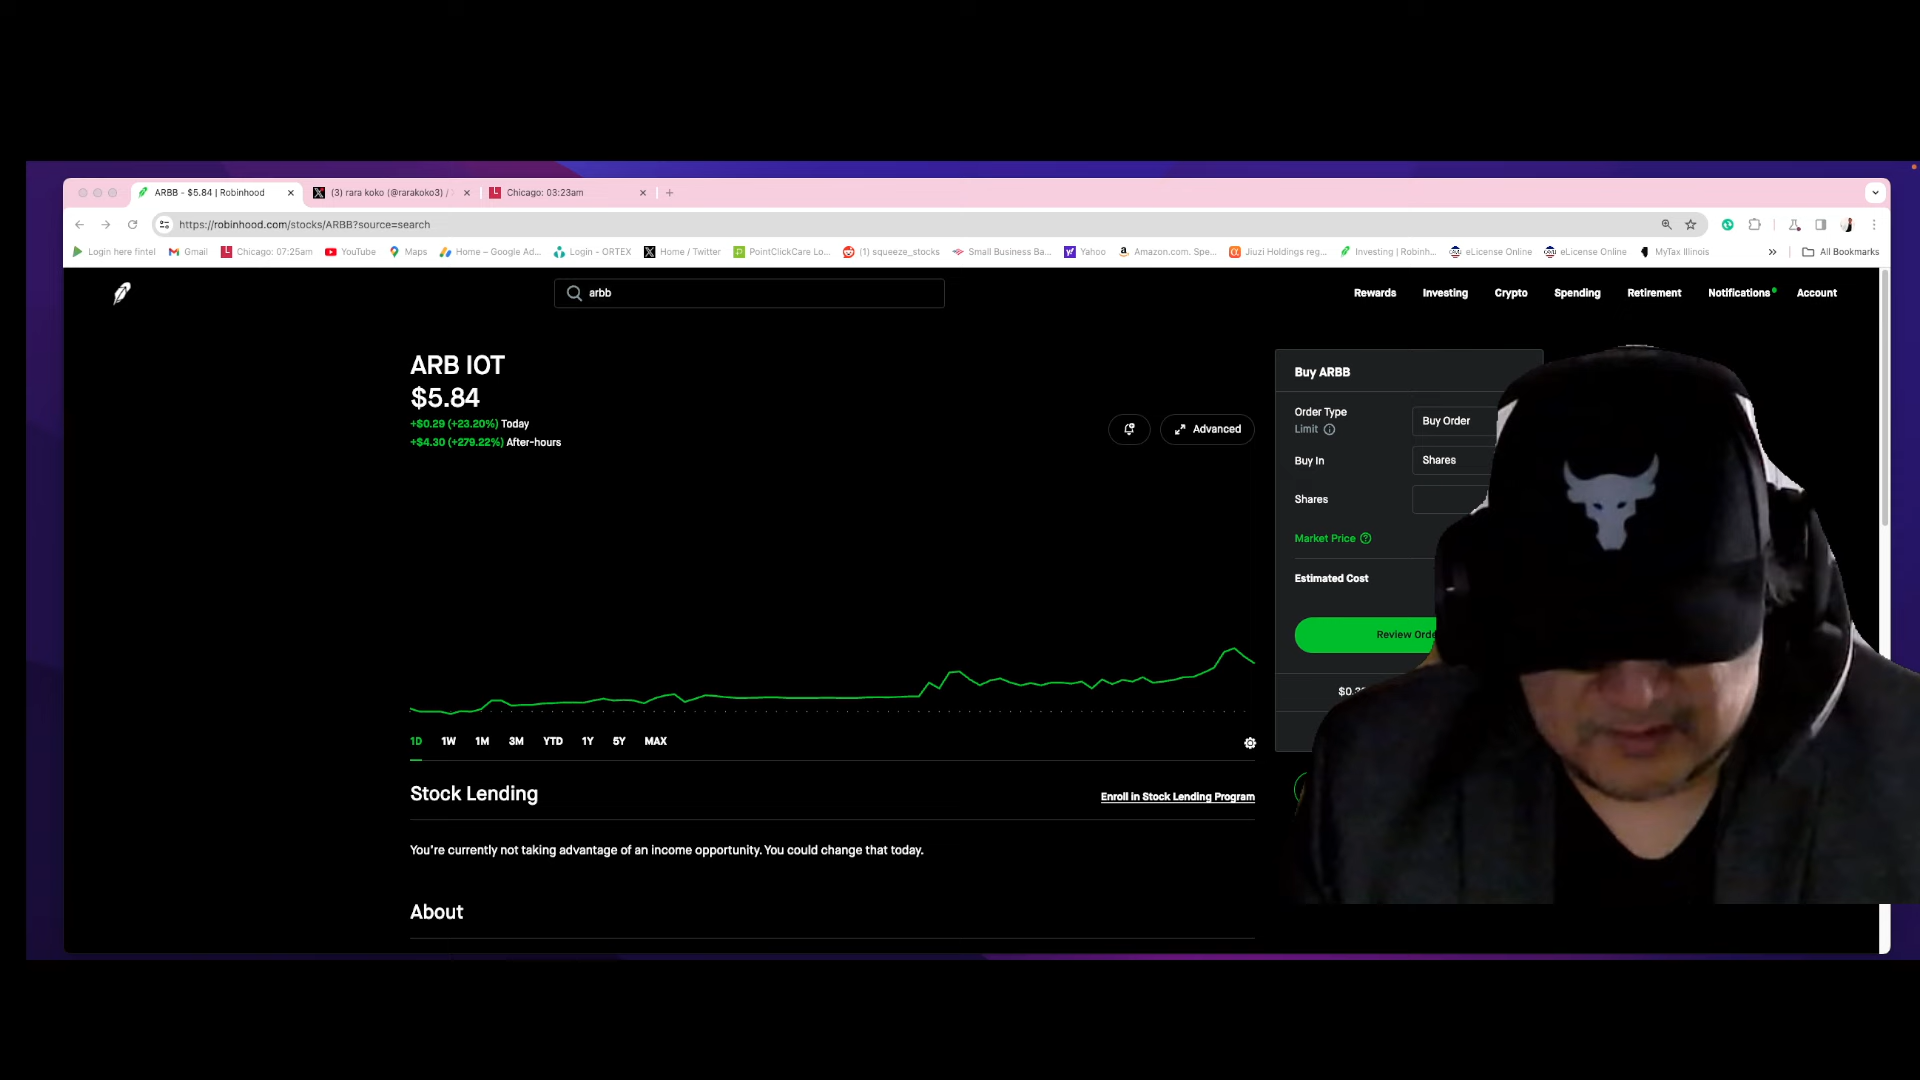 ARBB - $5.84 | Robinhood
(3) rara koko (@rarakoko3) /
Chicago: 03:23am
https://robinhood.com/stocks/ARBB?source=search
Login here fintel
Gmail
Chicago: 07:25am
YouTube
Maps
Home – Google Ad...
Login - ORTEX
Home / Twitter
PointClickCare Lo...
(1) squeeze_stocks
Small Business Ba...
Yahoo
Amazon.com. Spe...
Jiuzi Holdings reg...
Investing | Robinh...
eLicense Online
eLicense Online
MyTax Illinois
All Bookmarks
arbb
Rewards
Investing
Crypto
Spending
Retirement
Notifications
Account
ARB IOT
$5.84
+$0.29 (+23.20%) Today
+$4.30 (+279.22%) After-hours
Advanced
Buy ARBB
Order Type
Limit
Buy Order
Buy In
Shares
Shares
Market Price
Estimated Cost
Review
1D 1W 1M 3M YTD 1Y 5Y MAX
Stock Lending
Enroll in Stock Lending Program
You're currently not taking advantage of an income opportunity. You could change that today.
About